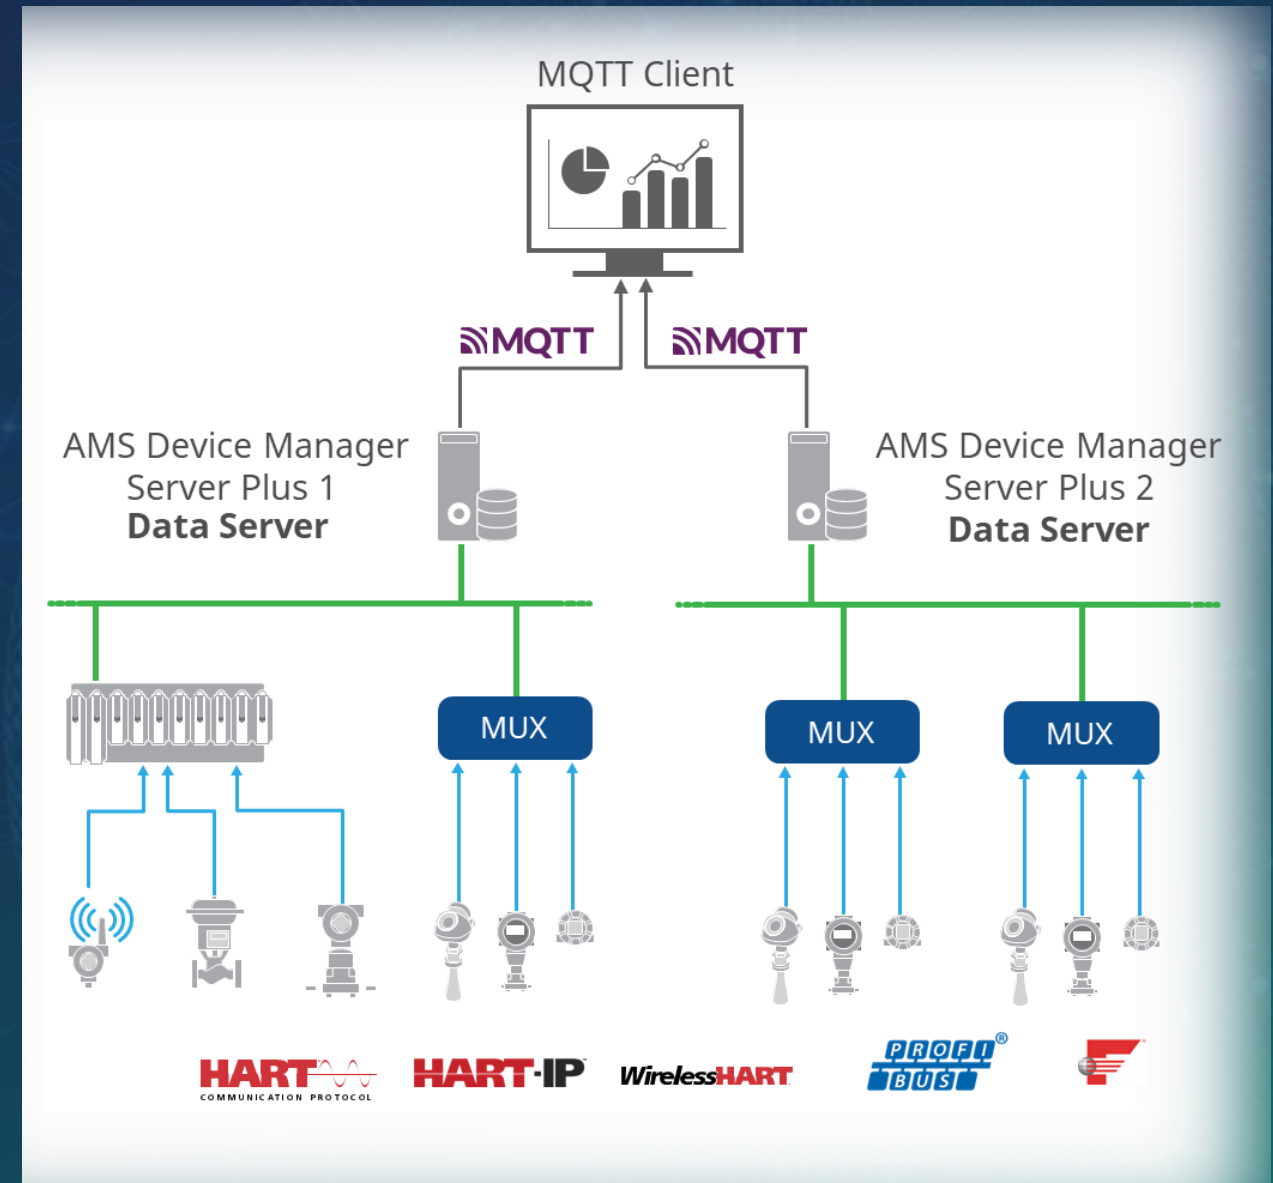 MQTT Client
MQTT
MQTT
AMS Device Manager
Server Plus 1
Data Server
AMS Device Manager
Server Plus 2
Data Server
MUX
MUX
MUX
HART
COMMUNICATION PROTOCOL
HART-IP
WirelessHART
PROFI®
BUS